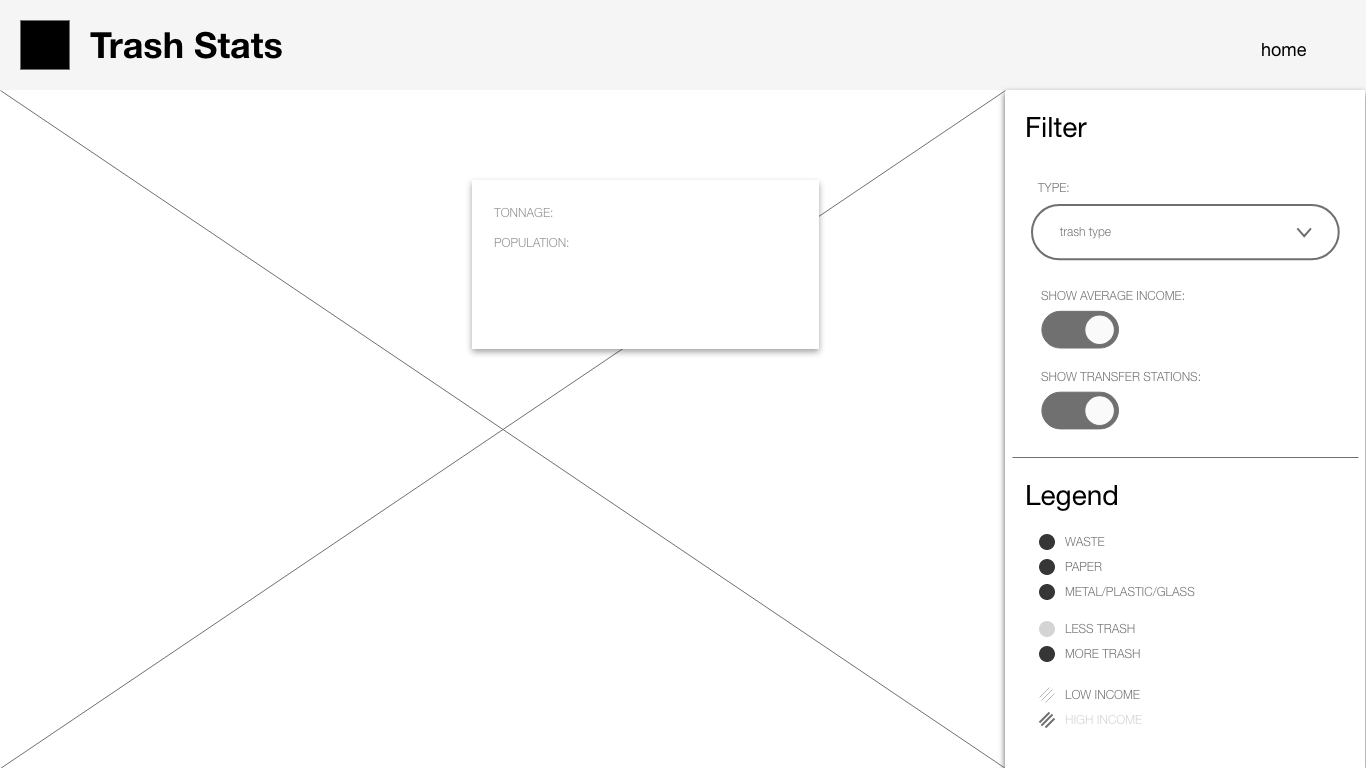 Trash Stats
home
TONNAGE:
POPULATION:
Filter
TYPE:
trash type
SHOW AVERAGE INCOME:
SHOW TRANSFER STATIONS:
Legend
WASTE
PAPER
METAL/PLASTIC/GLASS
LESS TRASH
MORE TRASH
LOW INCOME
HIGH INCOME